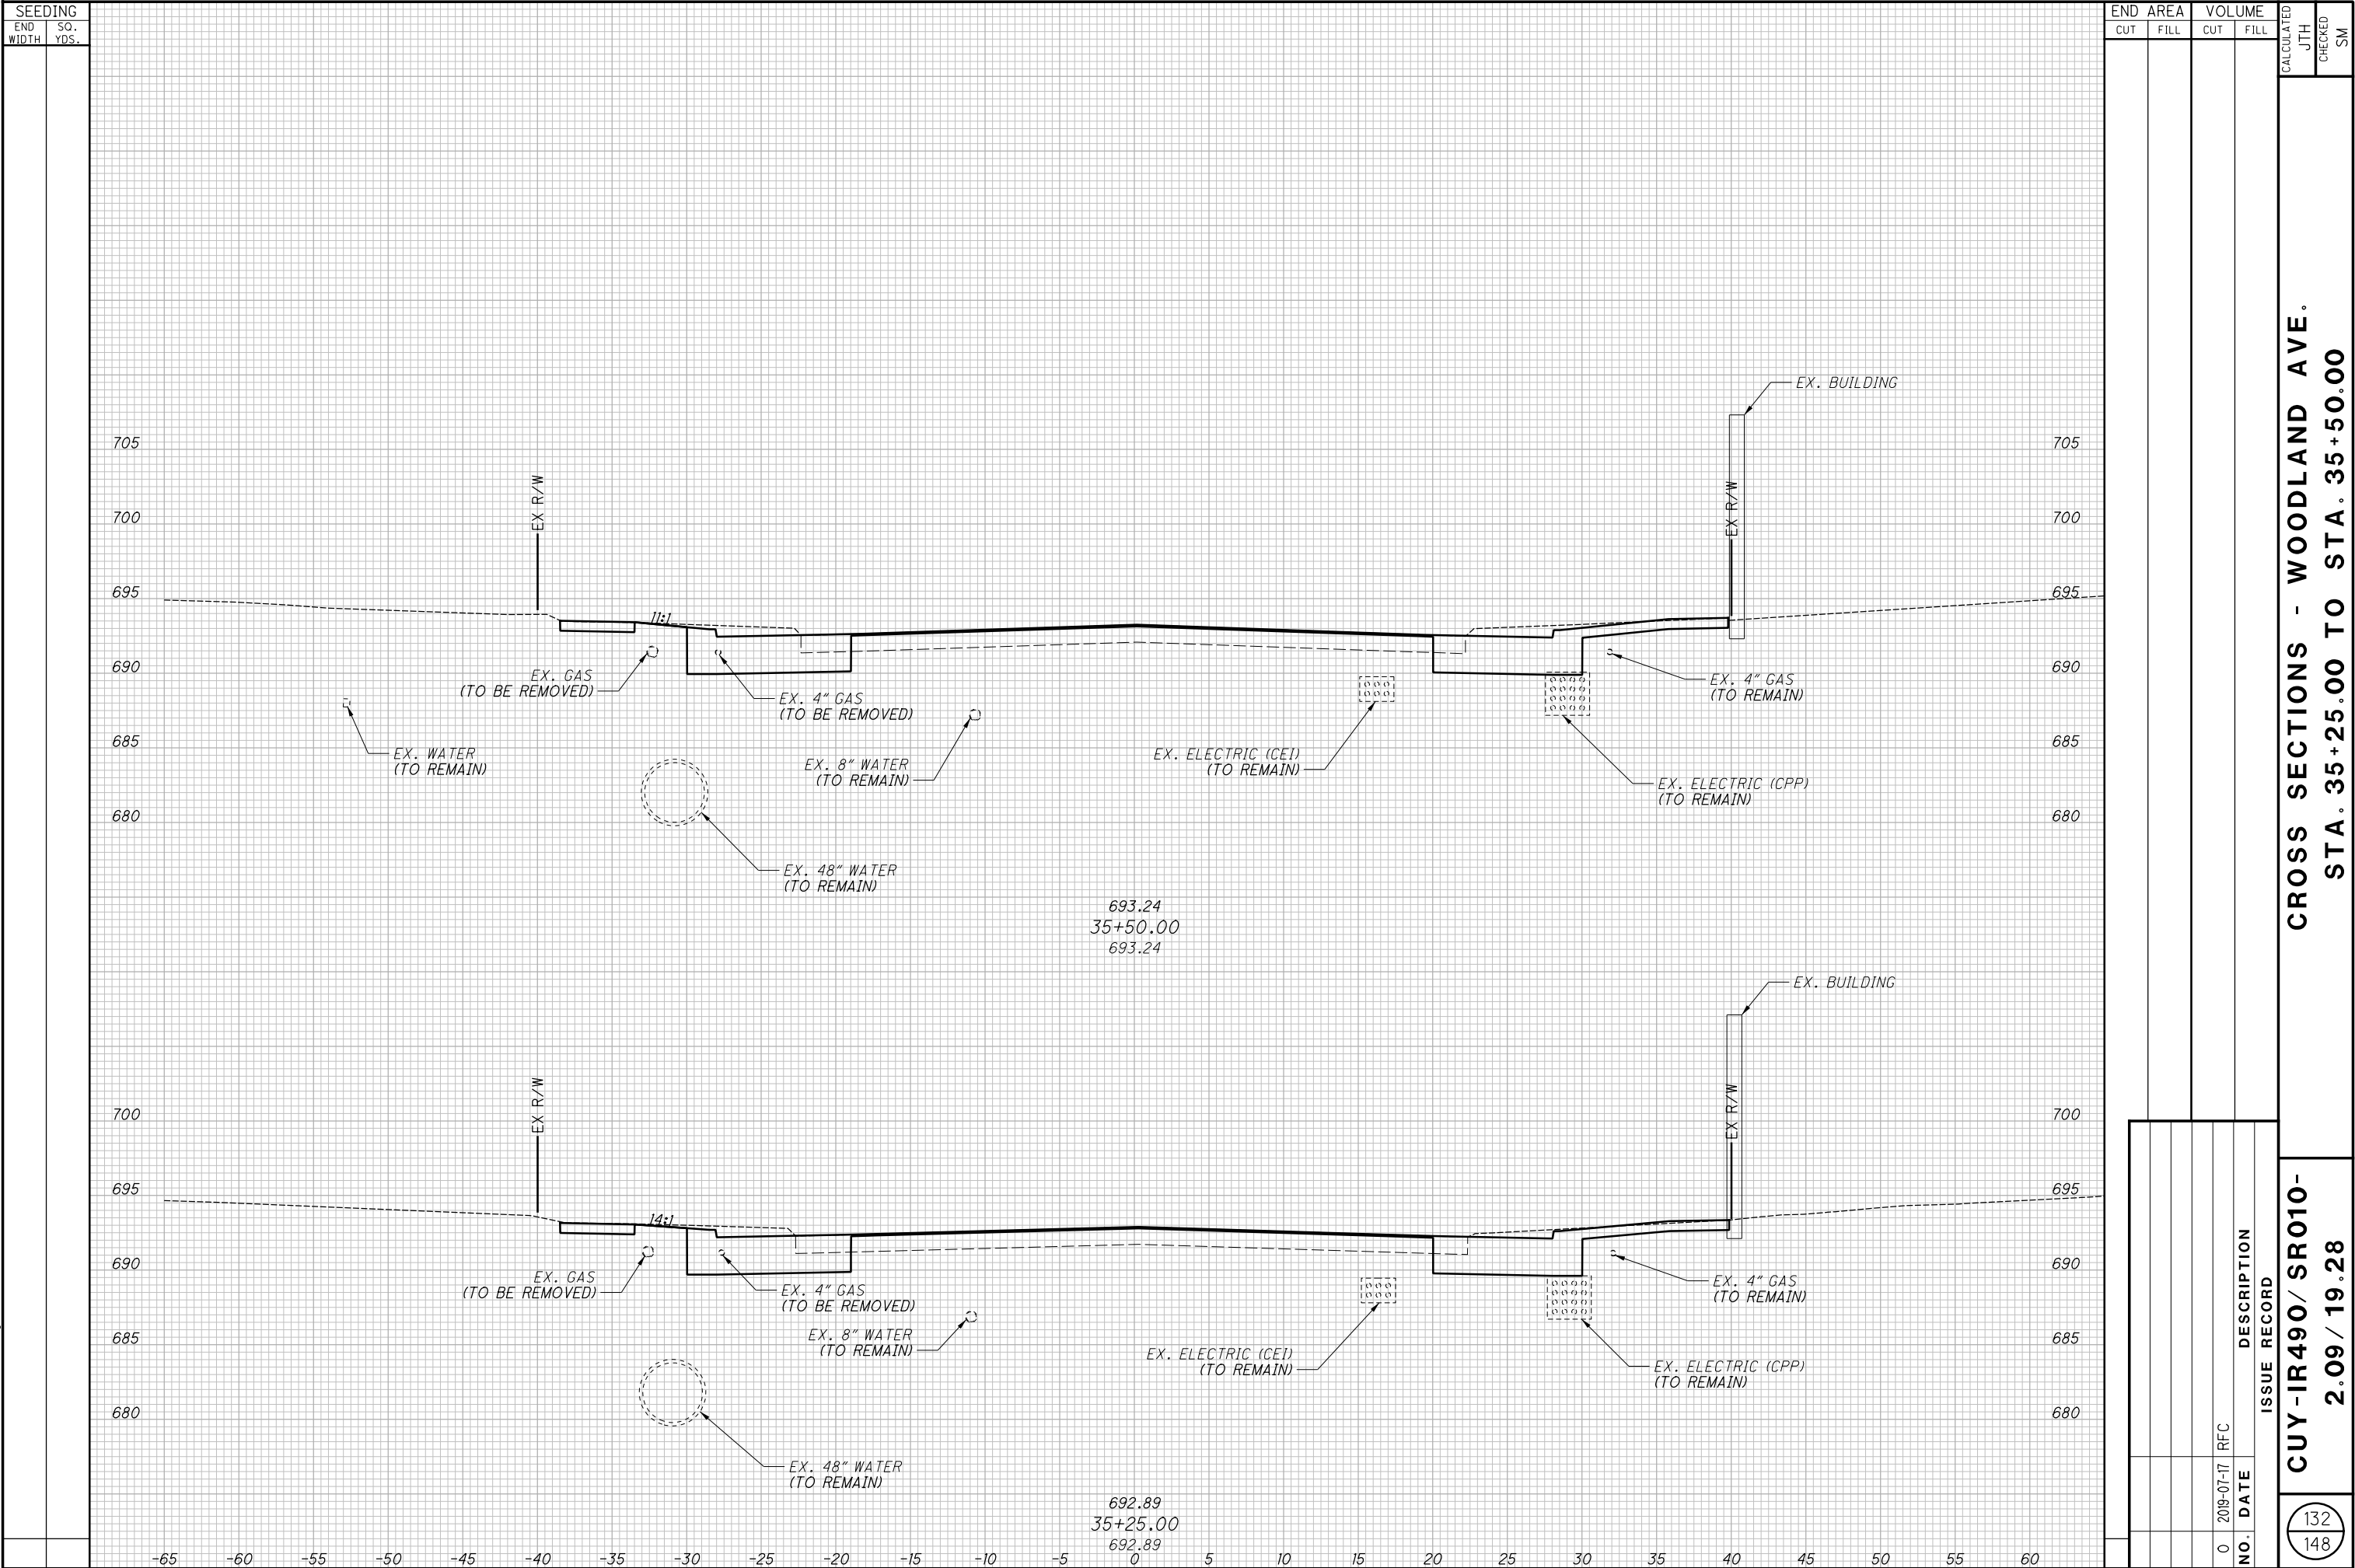 SEEDING
END WIDTH
SQ. YDS.
END AREA
VOLUME
CUT
FILL
CUT
FILL
CALCULATED
JTH
CHECKED
SM
CROSS SECTIONS - WOODLAND AVE.
STA. 35+25.00 TO STA. 35+50.00
EX. BUILDING
705
705
EX R/W
EX R/W
700
700
695
695
11:1
690
690
EX. GAS
(TO BE REMOVED)
EX. 4" GAS
(TO BE REMOVED)
EX. 4" GAS
(TO REMAIN)
685
685
EX. WATER
(TO REMAIN)
EX. 8" WATER
(TO REMAIN)
EX. ELECTRIC (CEI)
(TO REMAIN)
EX. ELECTRIC (CPP)
(TO REMAIN)
680
680
EX. 48" WATER
(TO REMAIN)
693.24
35+50.00
693.24
EX. BUILDING
EX R/W
EX R/W
700
700
695
695
14:1
690
690
EX. GAS
(TO BE REMOVED)
EX. 4" GAS
(TO BE REMOVED)
EX. 4" GAS
(TO REMAIN)
685
685
EX. 8" WATER
(TO REMAIN)
EX. ELECTRIC (CEI)
(TO REMAIN)
EX. ELECTRIC (CPP)
(TO REMAIN)
680
680
EX. 48" WATER
(TO REMAIN)
692.89
35+25.00
692.89
-65 -60 -55 -50 -45 -40 -35 -30 -25 -20 -15 -10 -5 0 5 10 15 20 25 30 35 40 45 50 55 60
0 2019-07-17 RFC
NO. DATE DESCRIPTION
ISSUE RECORD
CUY-IR490/SR010-
2.09/19.28
132
148